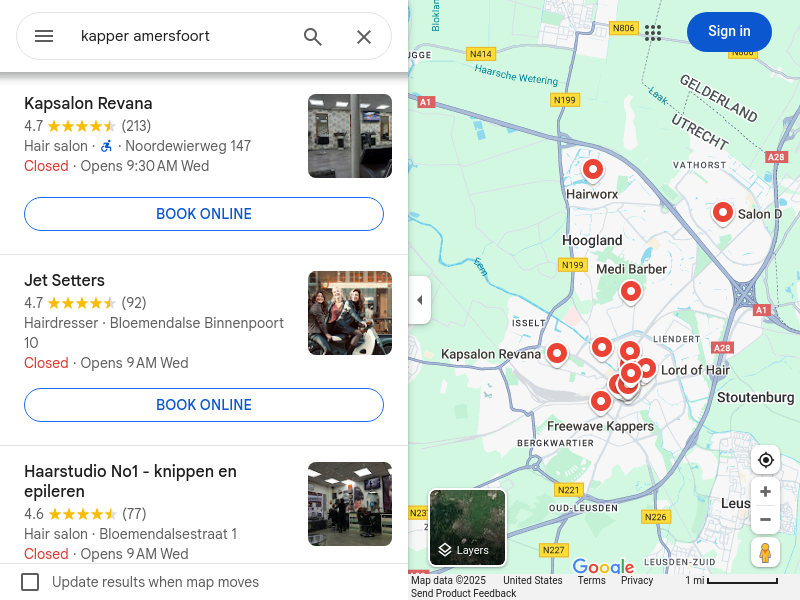 kapper amersfoort
Kapsalon Revana
4.7 (213)
Hair salon · · Noordewierweg 147
Closed · Opens 9:30 AM Wed
BOOK ONLINE
Jet Setters
4.7 (92)
Hairdresser · Bloemendalse Binnenpoort
10
Closed · Opens 9 AM Wed
BOOK ONLINE
Haarstudio No1 - knippen en
epileren
4.6 (77)
Hair salon · Bloemendalsestraat 1
Closed · Opens 9 AM Wed
Update results when map moves
Sign in
N806
N806
N414
Haarsche Wetering
A1
N199
Laak
GELDERLAND
UTRECHT
A28
VATHORST
Hairworx
Salon D
Hoogland
N199
Eem
Medi Barber
A1
ISSELT
LIENDERT
A28
Kapsalon Revana
Lord of Hair
Stoutenburg
Freewave Kappers
BERGKWARTIER
N221
OUD-LEUSDEN
N226
Leus
N227
LEUSDEN-ZUID
Layers
Google
Map data ©2025 United States Terms Privacy 1 mi
Send Product Feedback